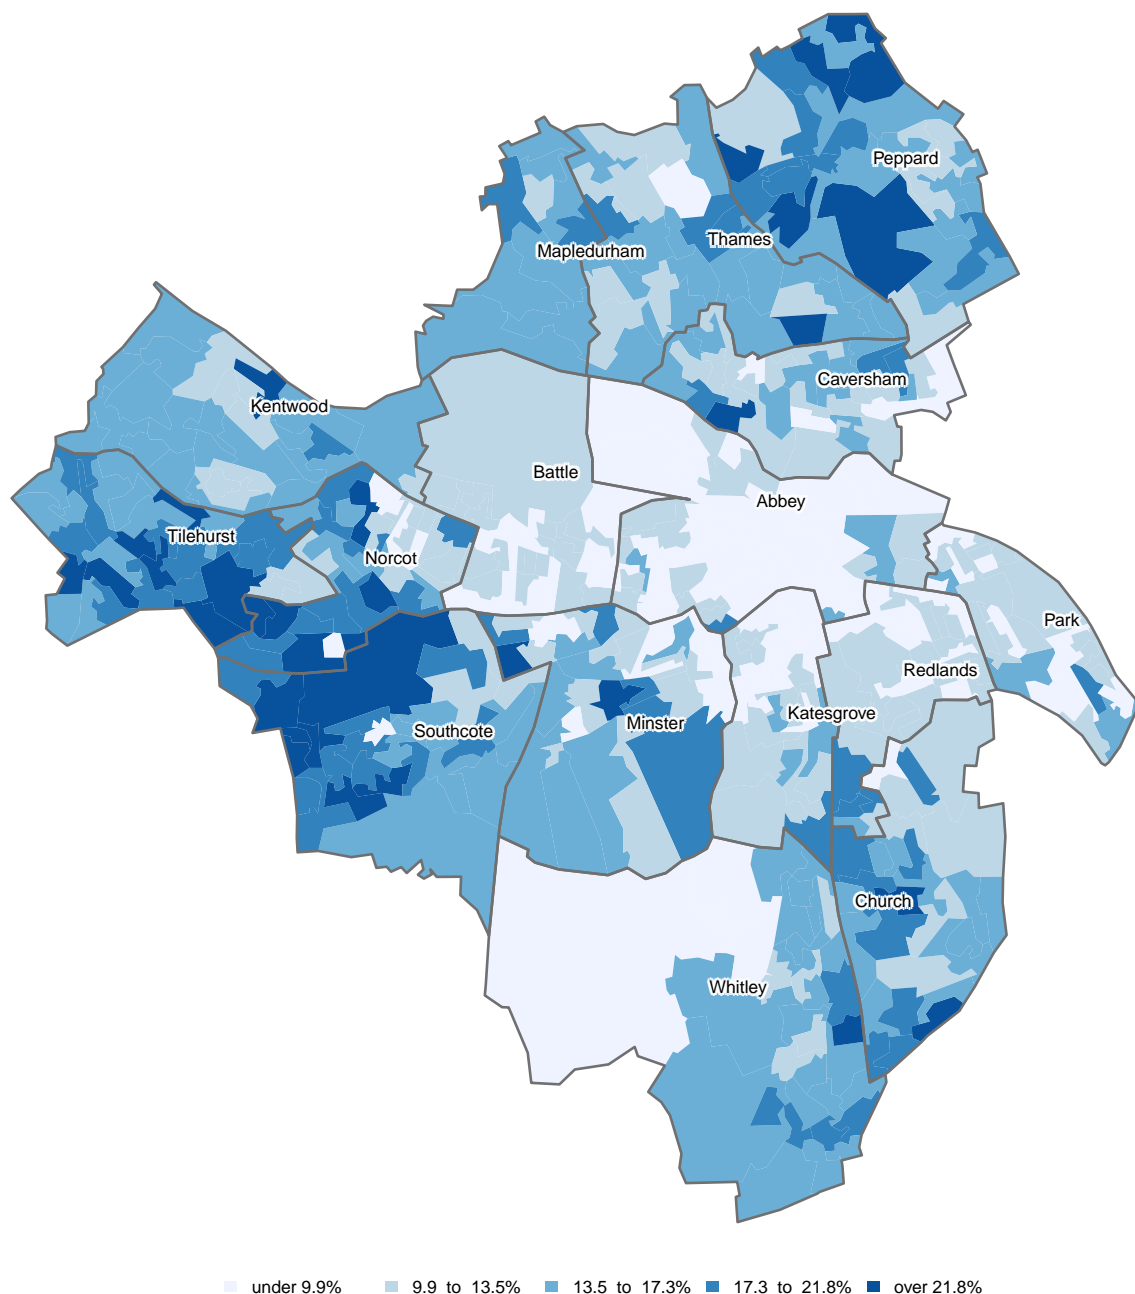 Peppard
Thames
Mapledurham
Caversham
Kentwood
Battle
Abbey
Tilehurst
Norcot
Park
Redlands
Katesgrove
Minster
Southcote
Church
Whitley
under 9.9% 9.9 to 13.5% 13.5 to 17.3% 17.3 to 21.8% over 21.8%